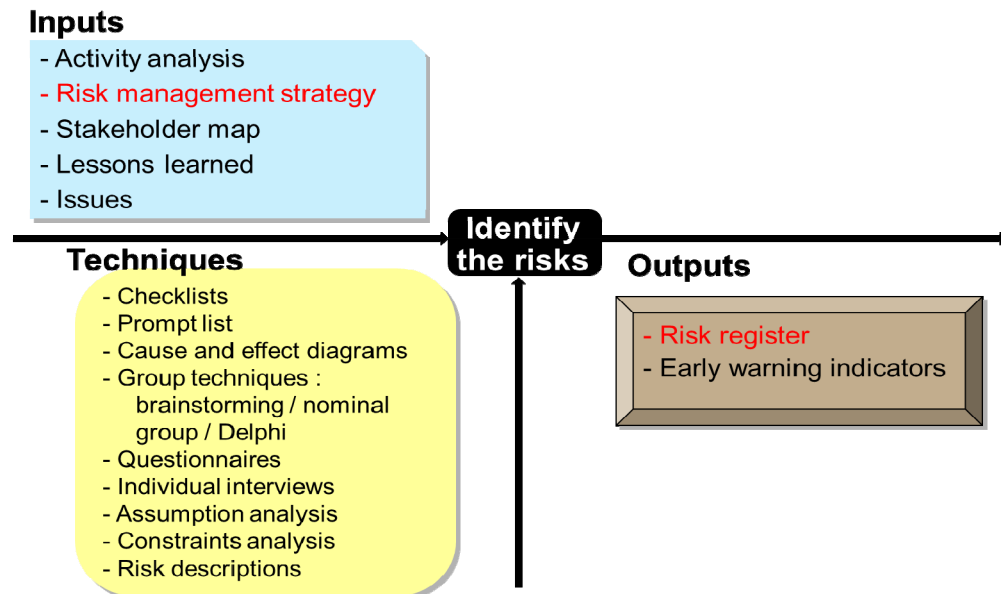 Inputs
- Activity analysis
- Risk management strategy
- Stakeholder map
- Lessons learned
- Issues
Identify
the risks
Techniques
- Checklists
- Prompt list
- Cause and effect diagrams
- Group techniques :
brainstorming / nominal
group / Delphi
- Questionnaires
- Individual interviews
- Assumption analysis
- Constraints analysis
- Risk descriptions
Outputs
- Risk register
- Early warning indicators